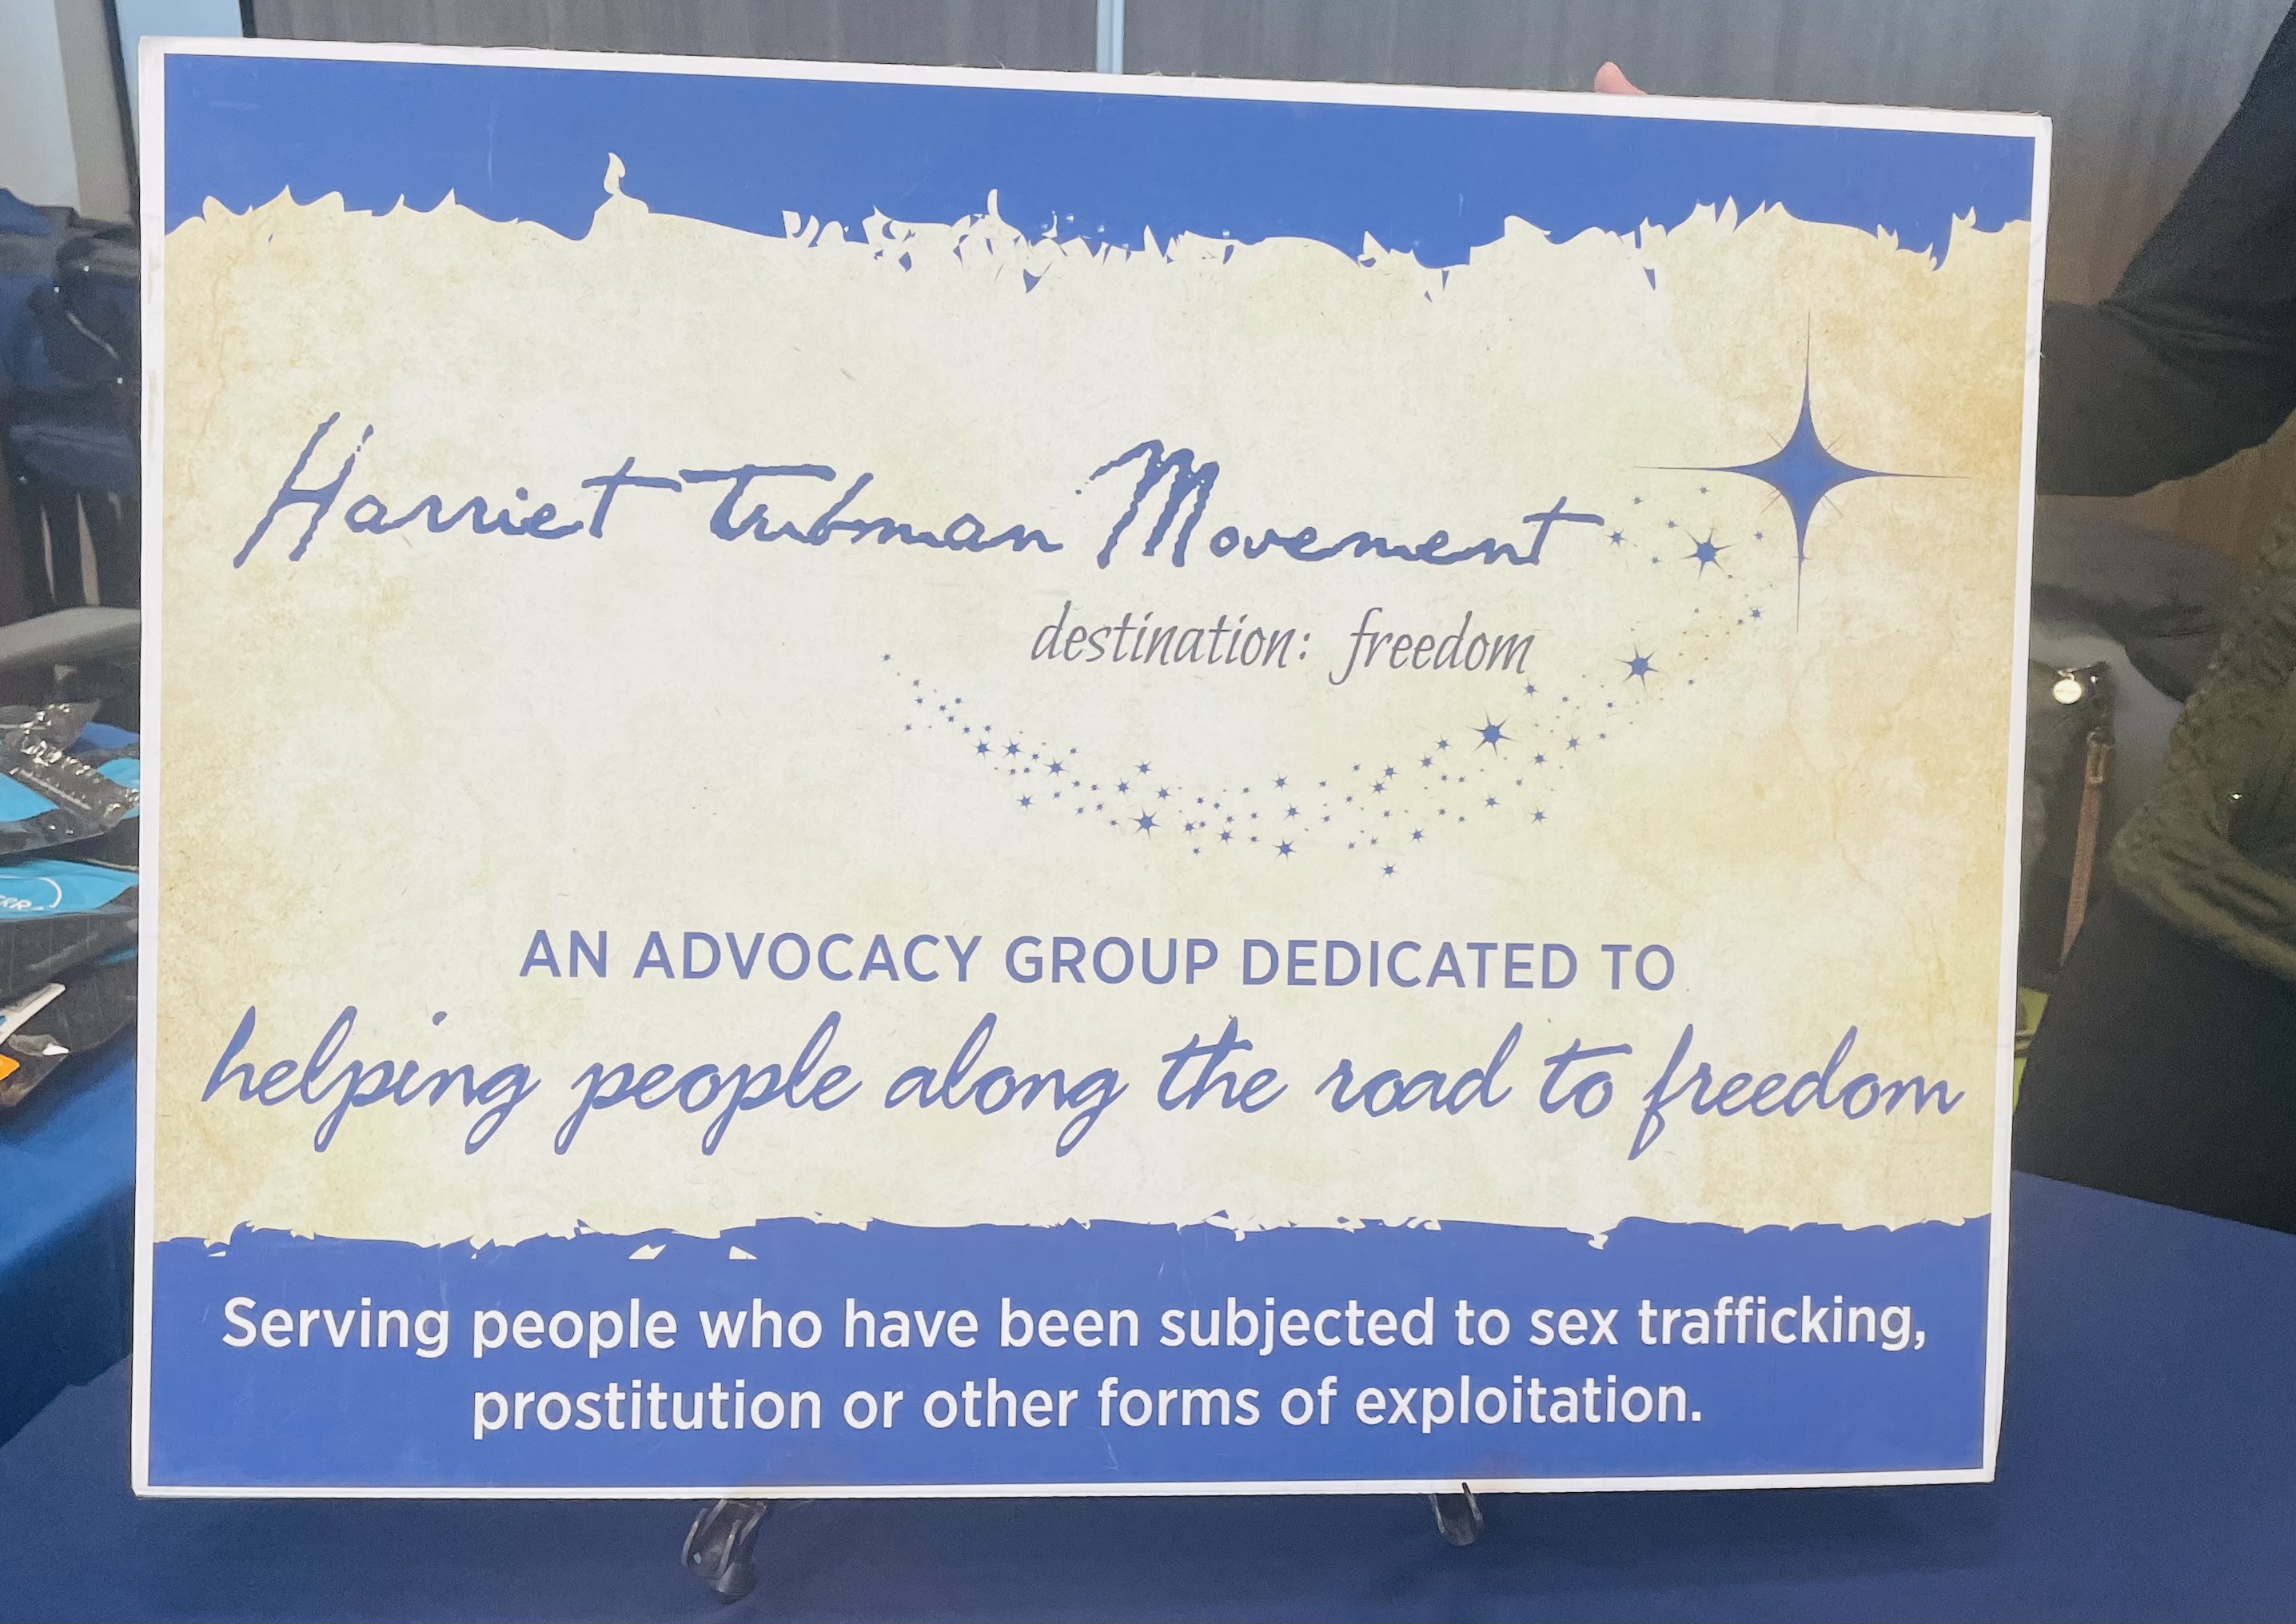 Harriet Tubman Movement
destination: freedom
AN ADVOCACY GROUP DEDICATED TO
helping people along the road to freedom
Serving people who have been subjected to sex trafficking,
prostitution or other forms of exploitation.